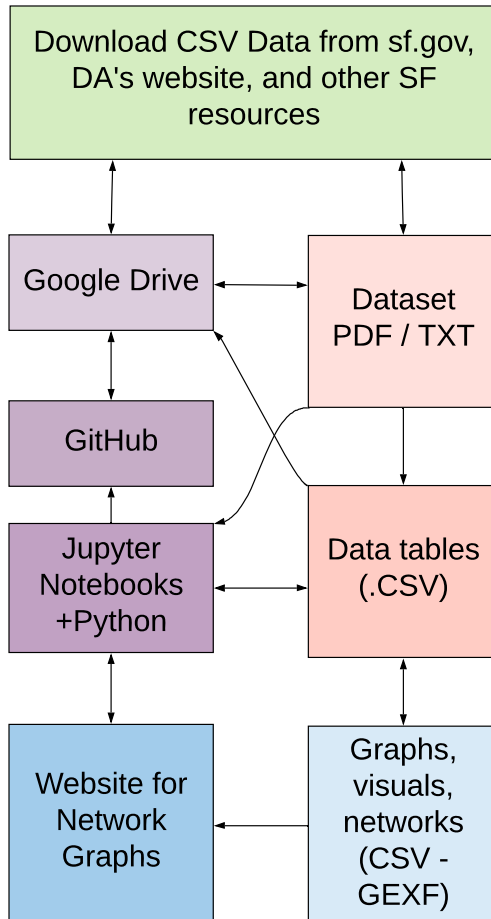 Download CSV Data from sf.gov,
DA's website, and other SF
resources
Google Drive
Dataset
PDF / TXT
GitHub
Jupyter
Notebooks
+Python
Data tables
(.CSV)
Website for
Network
Graphs
Graphs,
visuals,
networks
(CSV -
GEXF)